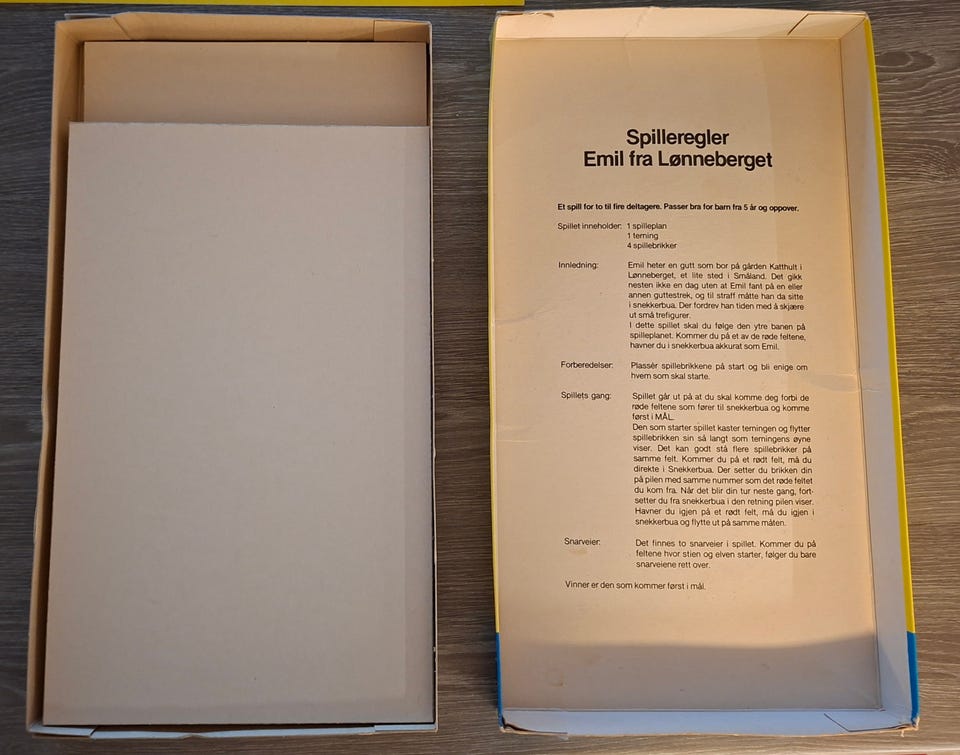 Spilleregler
Emil fra Lønneberget
Et spill for to til fire deltagere. Passer bra for barn fra 5 år og oppover.
Spillet inneholder: 1 spilleplan
1 terning
4 spillebrikker
Innledning: Emil heter en gutt som bor på gården Katthult i
Lønneberget, et lite sted i Småland. Det gikk
nesten ikke en dag uten at Emil fant på en eller
annen guttestrek, og til straff måtte han da sitte
i snekkerbua. Der fordrev han tiden med å skjære
ut små trefigurer.
I dette spillet skal du følge den ytre banen på
spilleplanet. Kommer du på et av de røde feltene,
havner du i snekkerbua akkurat som Emil.
Forberedelser: Plassér spillebrikkene på start og bli enige om
hvem som skal starte.
Spillets gang: Spillet går ut på at du skal komme deg forbi de
røde feltene som fører til snekkerbua og komme
først i MÅL.
Den som starter spillet kaster terningen og flytter
spillebrikken sin så langt som terningens øyne
viser. Det kan godt stå flere spillebrikker på
samme felt. Kommer du på et rødt felt, må du
direkte i Snekkerbua. Der setter du brikken din
på pilen med samme nummer som det røde feltet
du kom fra. Når det blir din tur neste gang, fort-
setter du fra snekkerbua i den retning pilen viser.
Havner du igjen på et rødt felt, må du igjen i
snekkerbua og flytte ut på samme måten.
Snarveier: Det finnes to snarveier i spillet. Kommer du på
feltene hvor stien og elven starter, følger du bare
snarveiene rett over.
Vinner er den som kommer først i mål.